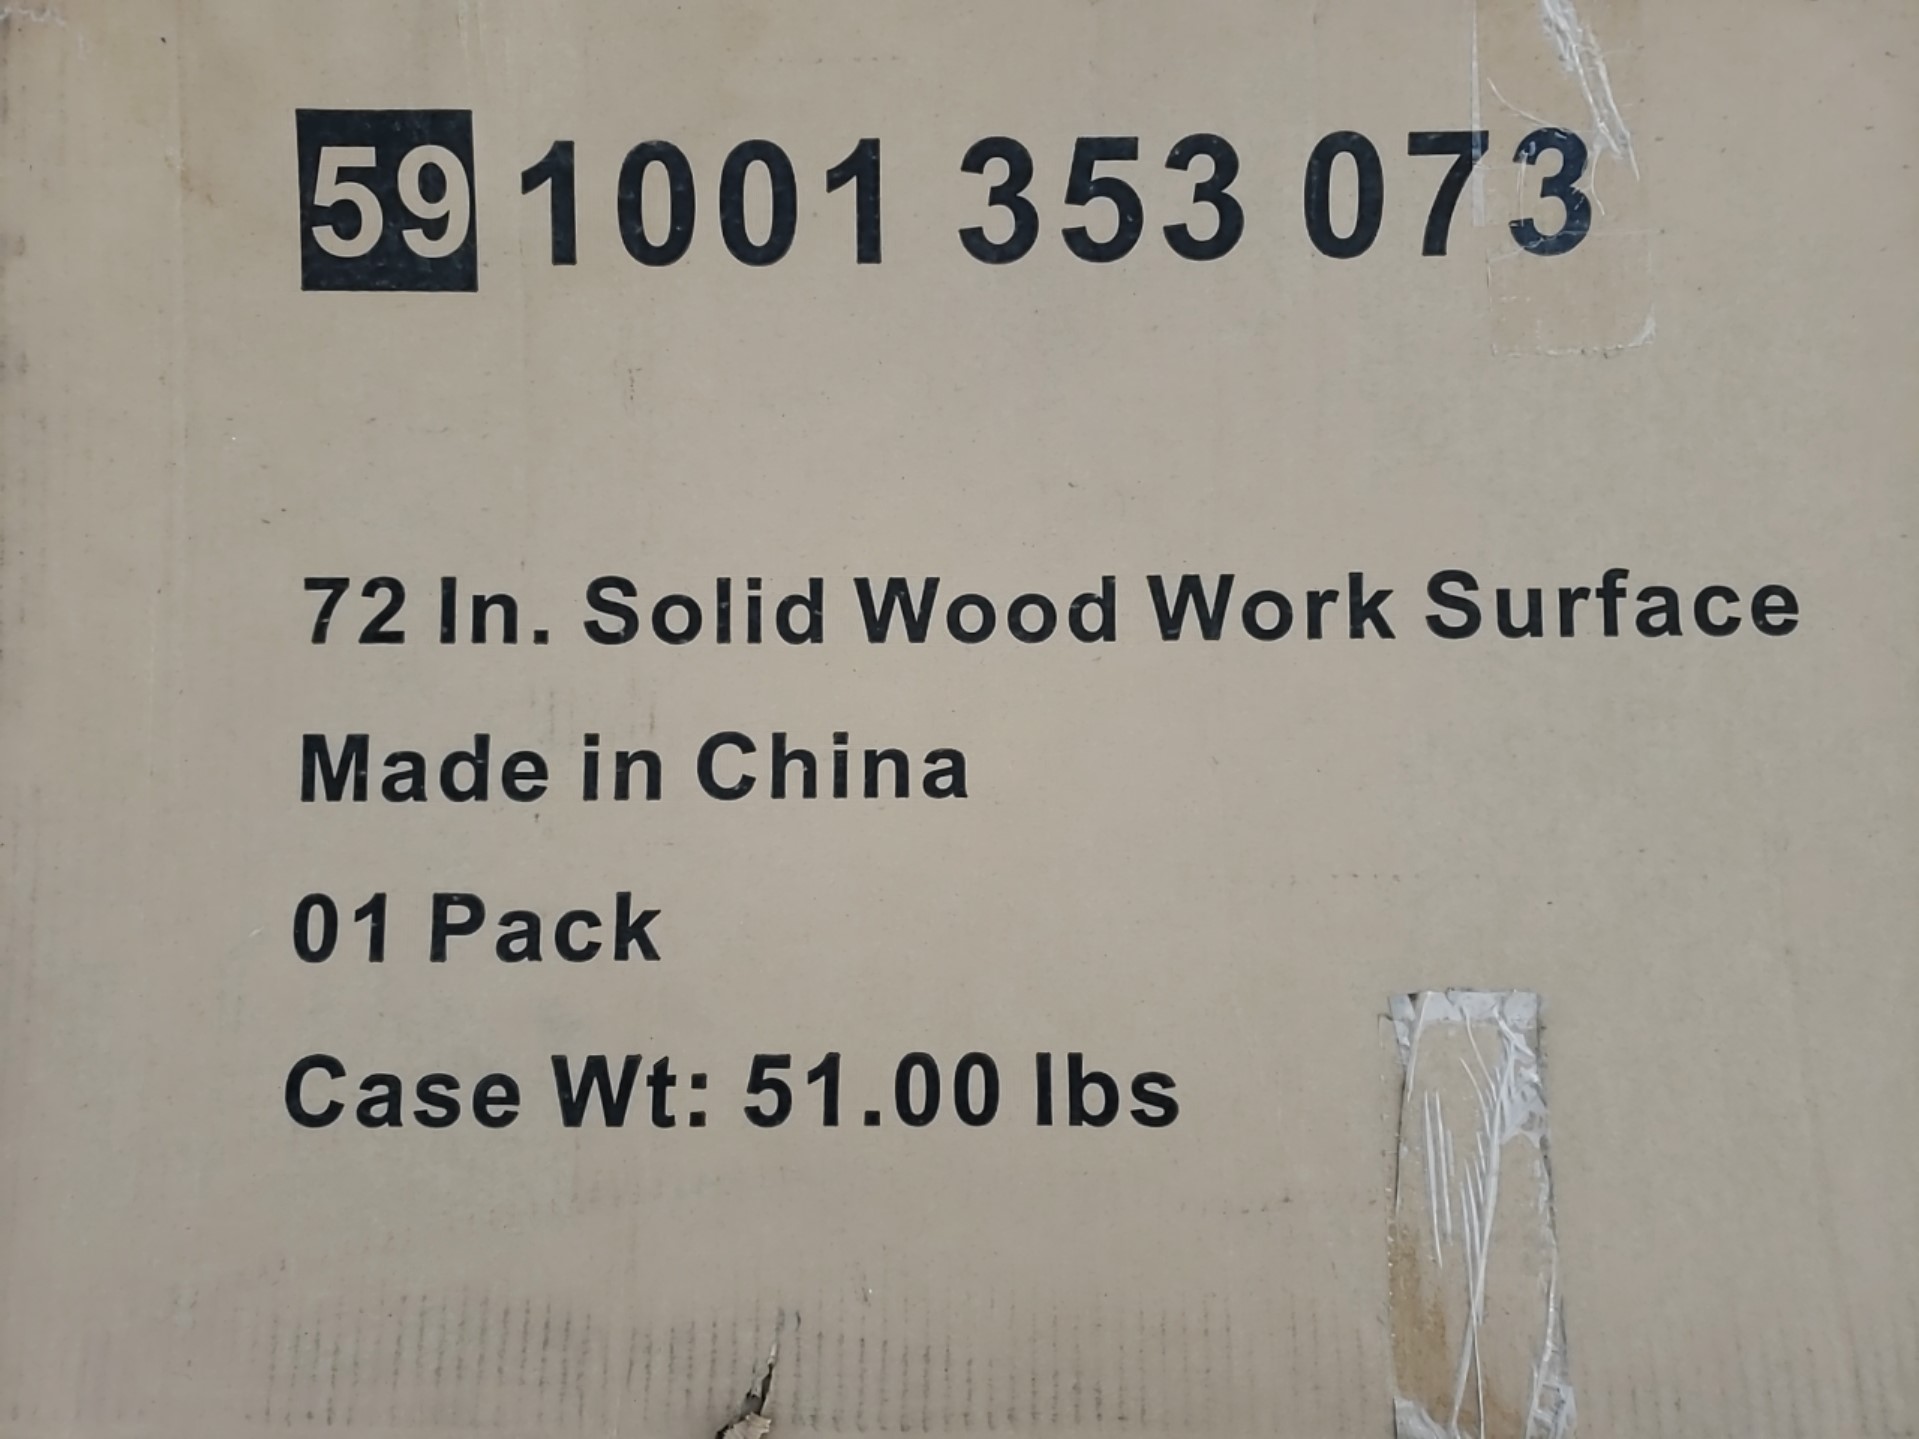 59 1001 353 073
72 In. Solid Wood Work Surface
Made in China
01 Pack
Case Wt: 51.00 lbs